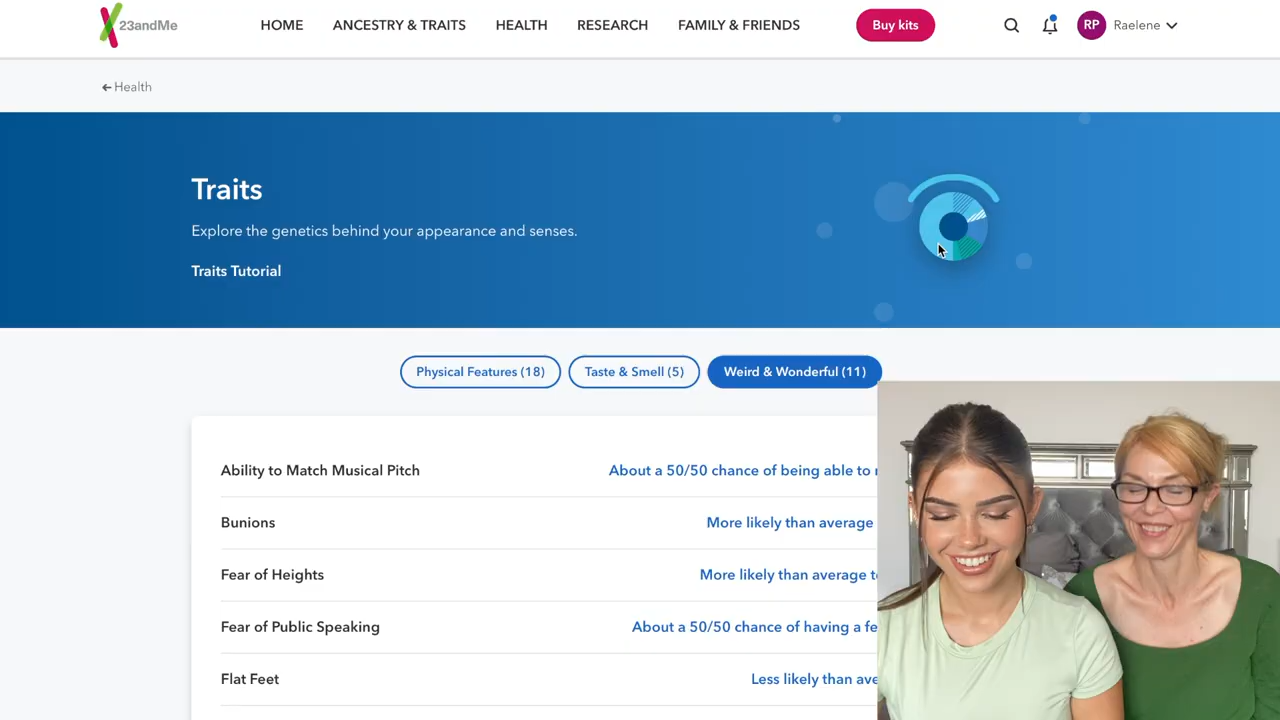 23andMe
HOME
ANCESTRY & TRAITS
HEALTH
RESEARCH
FAMILY & FRIENDS
Buy kits
RP
Raelene
Health
Traits
Explore the genetics behind your appearance and senses.
Traits Tutorial
Physical Features (18)
Taste & Smell (5)
Weird & Wonderful (11)
Ability to Match Musical Pitch
About a 50/50 chance of being able to
Bunions
More likely than average
Fear of Heights
More likely than average
Fear of Public Speaking
About a 50/50 chance of having a
Flat Feet
Less likely than